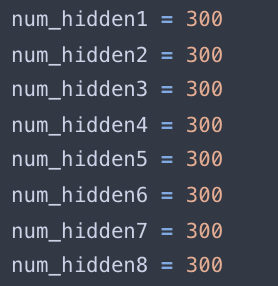 num_hidden1 = 300
num_hidden2 = 300
num_hidden3 = 300
num_hidden4 = 300
num_hidden5 = 300
num_hidden6 = 300
num_hidden7 = 300
num_hidden8 = 300